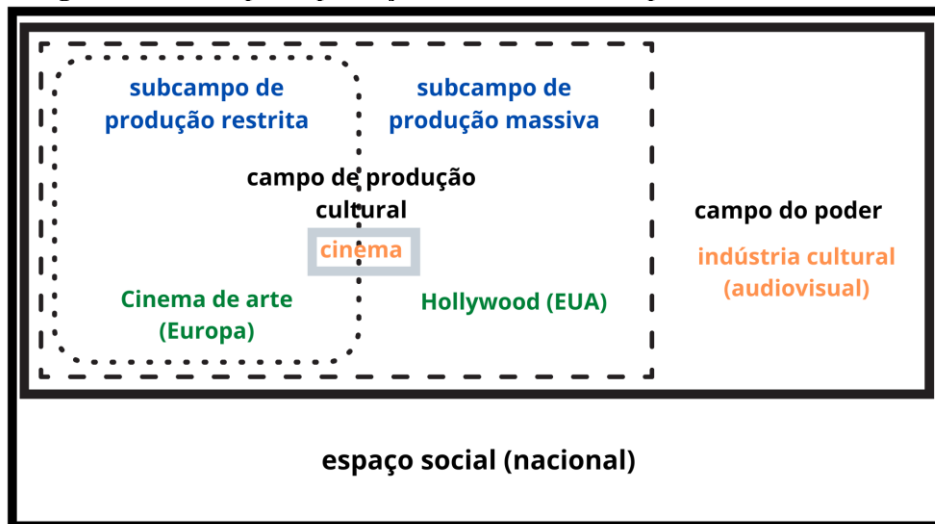 subcampo de
produção restrita
subcampo de
produção massiva
campo de produção
cultural
cinema
Cinema de arte
(Europa)
Hollywood (EUA)
campo do poder
indústria cultural
(audiovisual)
espaço social (nacional)